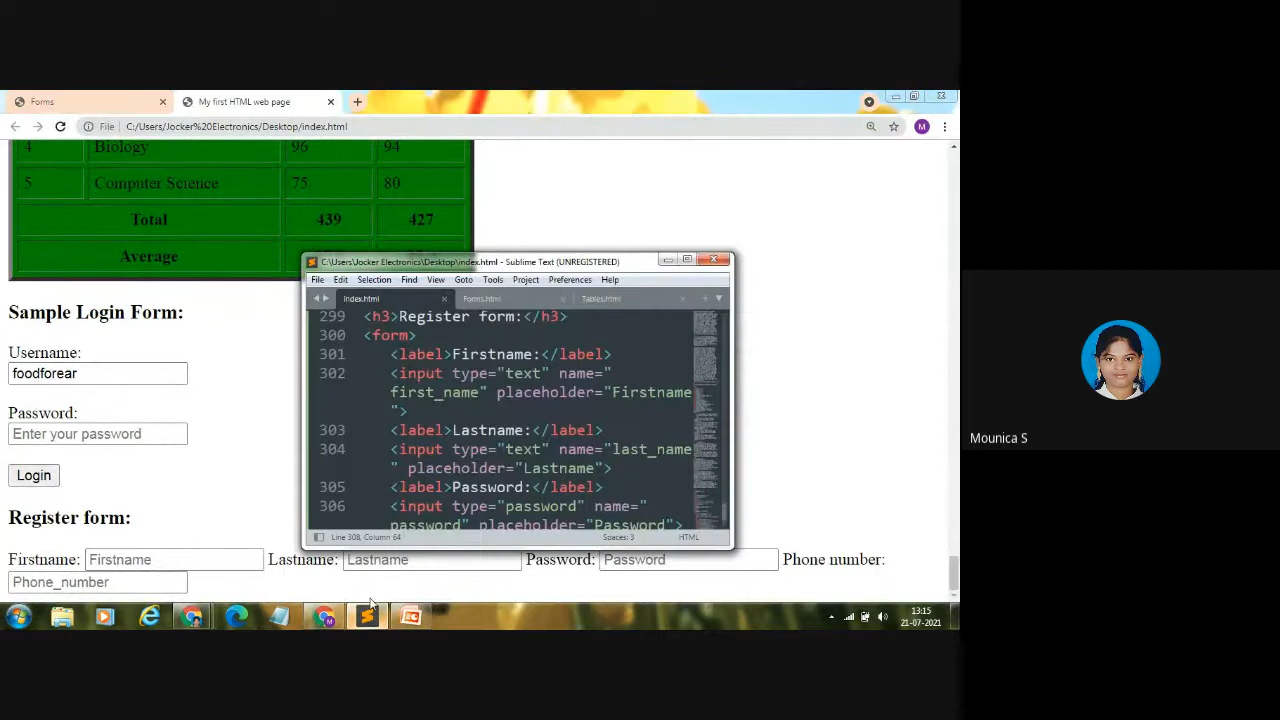 Forms
My first HTML web page
File
C:/Users/Jocker%20Electronics/Desktop/index.html
M
4 Biology 96 94
5 Computer Science 75 80
Total 439 427
Average
Sample Login Form:
Username:
foodforear
Password:
Enter your password
Login
Register form:
Firstname: Firstname Lastname: Lastname Password: Password Phone number:
Phone_number
C:\Users\Jocker Electronics\Desktop\index.html - Sublime Text (UNREGISTERED)
File Edit Selection Find View Goto Tools Project Preferences Help
index.html Forms.html Tables.html
299 <h3>Register form:</h3>
300 <form>
301 <label>Firstname:</label>
302 <input type="text" name="
first_name" placeholder="Firstname
">
303 <label>Lastname:</label>
304 <input type="text" name="last_name
" placeholder="Lastname">
305 <label>Password:</label>
306 <input type="password" name="
password" placeholder="Password">
Line 308, Column 64 Spaces: 3 HTML
13:15
21-07-2021
Mounica S